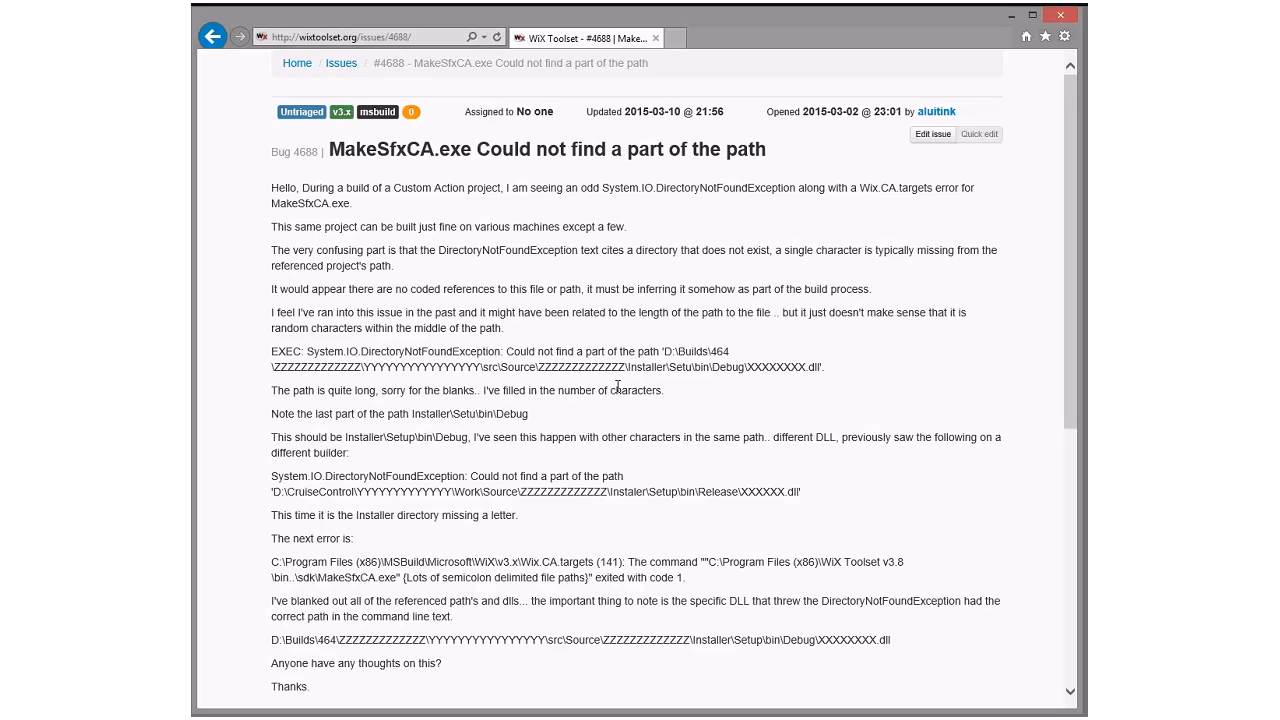 http://wixtoolset.org/issues/4688/
WiX Toolset - #4688 | Make...
Home / Issues / #4688 - MakeSfxCA.exe Could not find a part of the path
Untriaged v3.x msbuild 0 Assigned to No one Updated 2015-03-10 @ 21:56 Opened 2015-03-02 @ 23:01 by aluitink
Edit issue Quick edit
Bug 4688 | MakeSfxCA.exe Could not find a part of the path
Hello, During a build of a Custom Action project, I am seeing an odd System.IO.DirectoryNotFoundException along with a Wix.CA.targets error for
MakeSfxCA.exe.
This same project can be built just fine on various machines except a few.
The very confusing part is that the DirectoryNotFoundException text cites a directory that does not exist, a single character is typically missing from the
referenced project's path.
It would appear there are no coded references to this file or path, it must be inferring it somehow as part of the build process.
I feel I've ran into this issue in the past and it might have been related to the length of the path to the file .. but it just doesn't make sense that it is
random characters within the middle of the path.
EXEC: System.IO.DirectoryNotFoundException: Could not find a part of the path 'D:\Builds\464
\ZZZZZZZZZZZZZ\YYYYYYYYYYYYYYYYY\src\Source\ZZZZZZZZZZZZZ\Installer\Setu\bin\Debug\XXXXXXXX.dll'.
The path is quite long, sorry for the blanks.. I've filled in the number of characters.
Note the last part of the path Installer\Setu\bin\Debug
This should be Installer\Setup\bin\Debug, I've seen this happen with other characters in the same path.. different DLL, previously saw the following on a
different builder:
System.IO.DirectoryNotFoundException: Could not find a part of the path
'D:\CruiseControl\YYYYYYYYYYYYY\Work\Source\ZZZZZZZZZZZZZ\Instaler\Setup\bin\Release\XXXXXX.dll'
This time it is the Installer directory missing a letter.
The next error is:
C:\Program Files (x86)\MSBuild\Microsoft\WiX\v3.x\Wix.CA.targets (141): The command ""C:\Program Files (x86)\WiX Toolset v3.8
\bin..\sdk\MakeSfxCA.exe" {Lots of semicolon delimited file paths}" exited with code 1.
I've blanked out all of the referenced path's and dlls... the important thing to note is the specific DLL that threw the DirectoryNotFoundException had the
correct path in the command line text.
D:\Builds\464\ZZZZZZZZZZZZZ\YYYYYYYYYYYYYYYYY\src\Source\ZZZZZZZZZZZZZ\Installer\Setup\bin\Debug\XXXXXXXX.dll
Anyone have any thoughts on this?
Thanks.